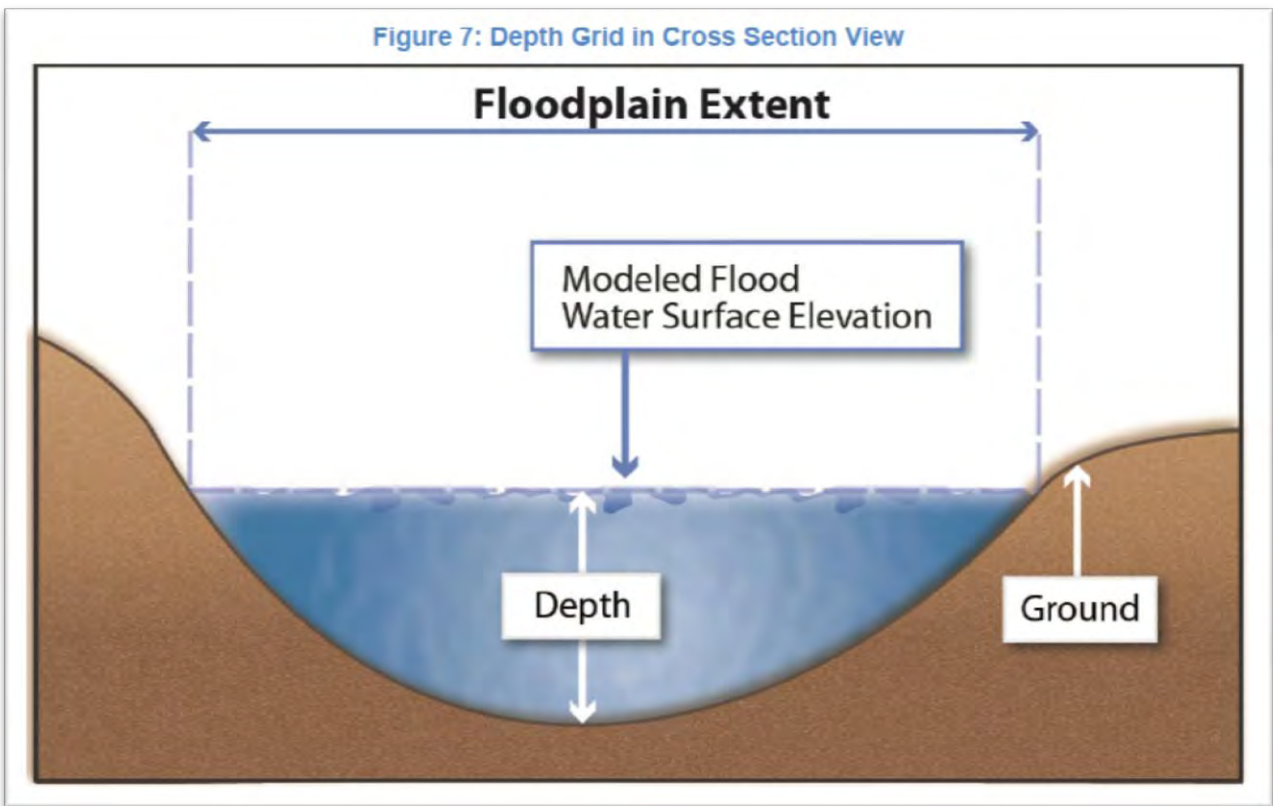 Figure 7: Depth Grid in Cross Section View
Floodplain Extent
Modeled Flood
Water Surface Elevation
Depth
Ground